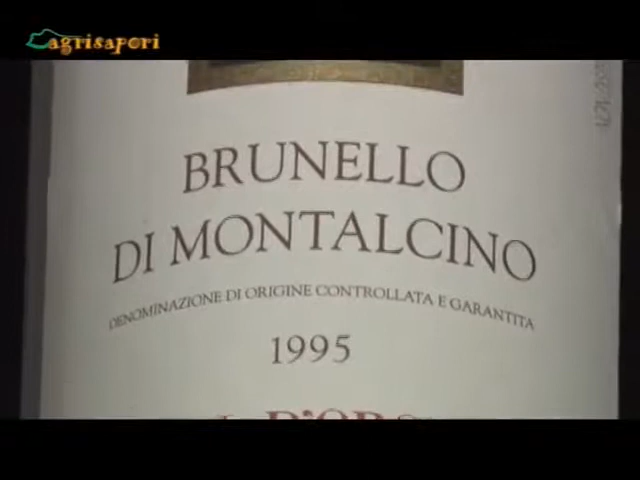 agrisapori
BRUNELLO
DI MONTALCINO
DENOMINAZIONE DI ORIGINE CONTROLLATA E GARANTITA
1995